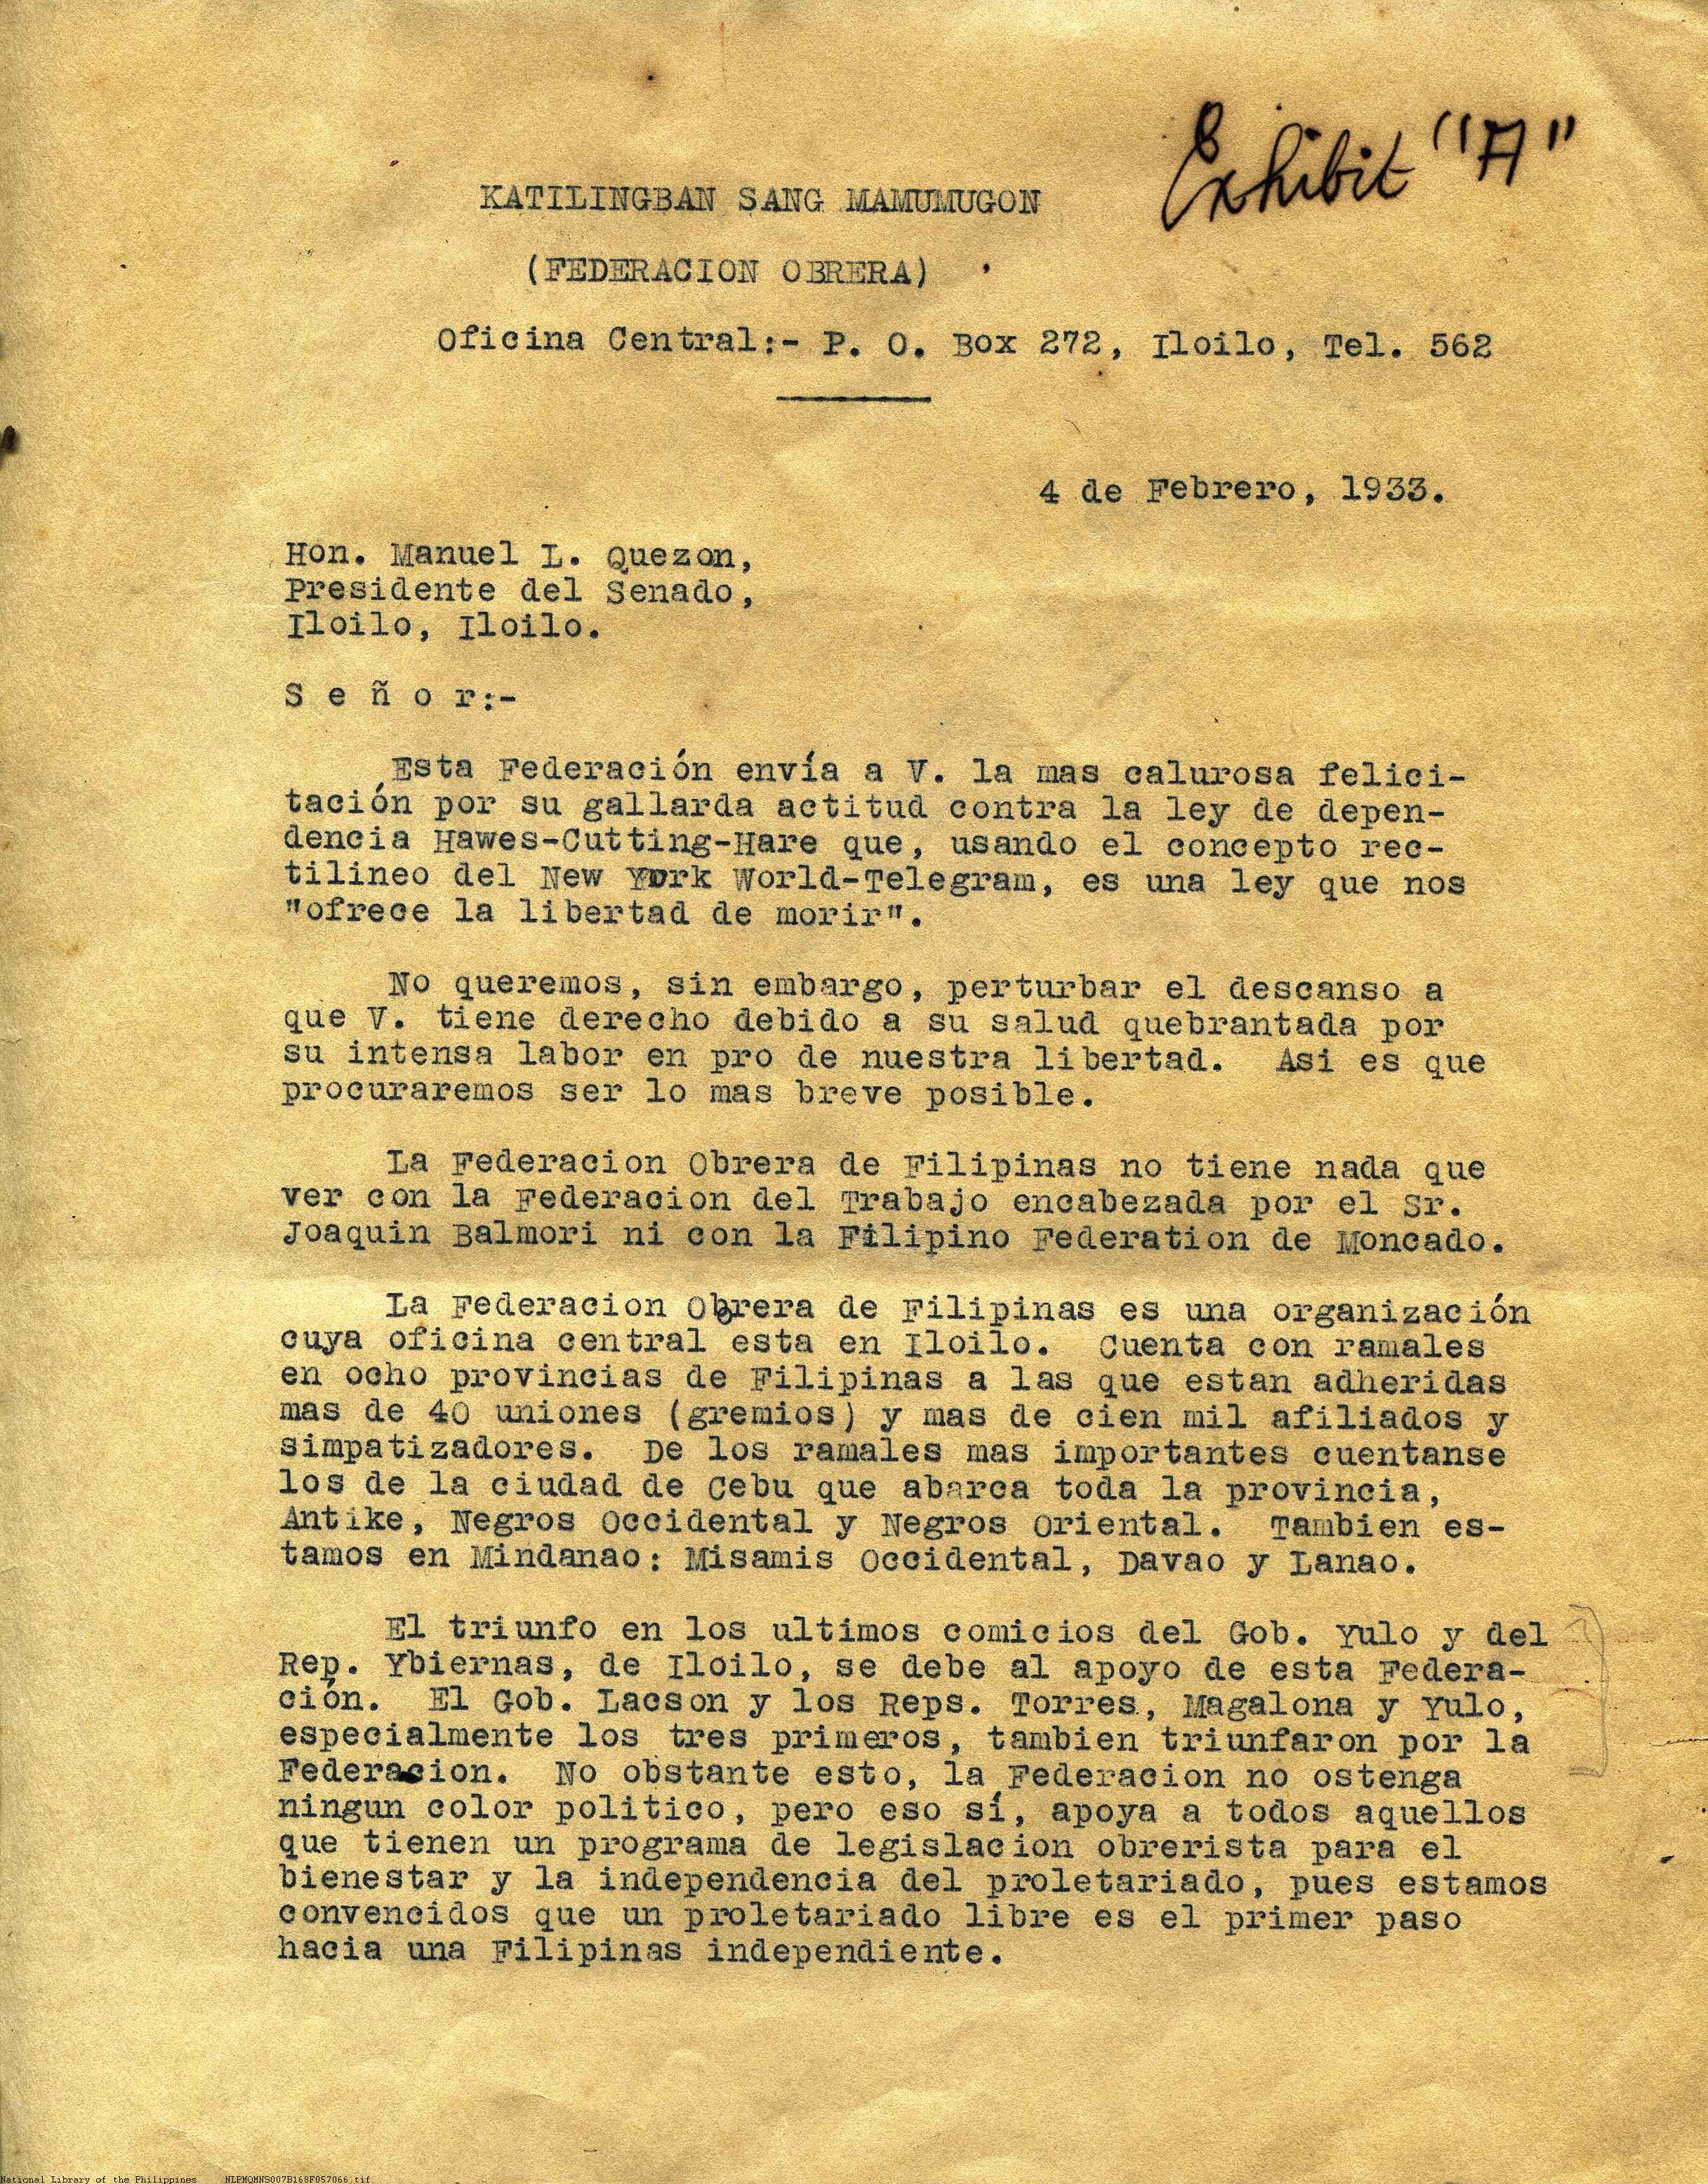 Exhibit "A"
KATILINGBAN SANG MAMUMUGON
(FEDERACION OBRERA)
Oficina Central:- P. O. Box 272, Iloilo, Tel. 562
4 de Febrero, 1933.
Hon. Manuel L. Quezon,
Presidente del Senado,
Iloilo, Iloilo.
S e ñ o r:-
Esta Federación envía a V. la mas calurosa felici-
tación por su gallarda actitud contra la ley de depen-
dencia Hawes-Cutting-Hare que, usando el concepto rec-
tilineo del New York World-Telegram, es una ley que nos
"ofrece la libertad de morir".
No queremos, sin embargo, perturbar el descanso a
que V. tiene derecho debido a su salud quebrantada por
su intensa labor en pro de nuestra libertad. Asi es que
procuraremos ser lo mas breve posible.
La Federacion Obrera de Filipinas no tiene nada que
ver con la Federacion del Trabajo encabezada por el Sr.
Joaquin Balmori ni con la Filipino Federation de Moncado.
La Federacion Obrera de Filipinas es una organización
cuya oficina central esta en Iloilo. Cuenta con ramales
en ocho provincias de Filipinas a las que estan adheridas
mas de 40 uniones (gremios) y mas de cien mil afiliados y
simpatizadores. De los ramales mas importantes cuentanse
los de la ciudad de Cebu que abarca toda la provincia,
Antike, Negros Occidental y Negros Oriental. Tambien es-
tamos en Mindanao: Misamis Occidental, Davao y Lanao.
El triunfo en los ultimos comicios del Gob. Yulo y del
Rep. Ybiernas, de Iloilo, se debe al apoyo de esta Federa-
ción. El Gob. Lacson y los Reps. Torres, Magalona y Yulo,
especialmente los tres primeros, tambien triunfaron por la
Federacion. No obstante esto, la Federacion no ostenga
ningun color politico, pero eso sí, apoya a todos aquellos
que tienen un programa de legislacion obrerista para el
bienestar y la independencia del proletariado, pues estamos
convencidos que un proletariado libre es el primer paso
hacia una Filipinas independiente.
National Library of the Philippines NLPMQMNS007B168F057066.tif